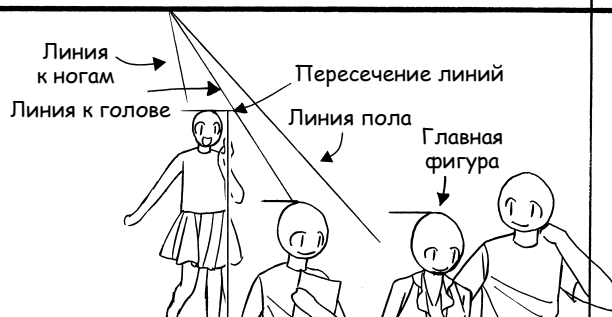 Линия
к ногам
Пересечение линий
Линия к голове
Линия пола
Главная
фигура